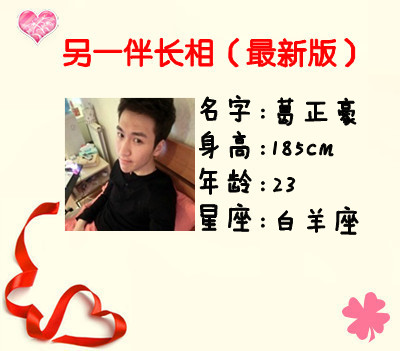 另一伴长相（最新版）
名字:葛正豪
身高:185cm
年龄:23
星座:白羊座